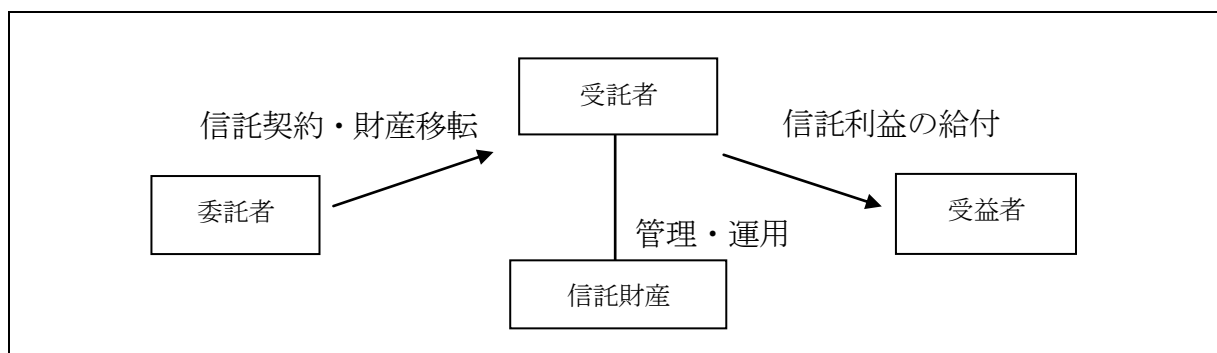 受託者
信託契約・財産移転
信託利益の給付
委託者
受益者
管理・運用
信託財産